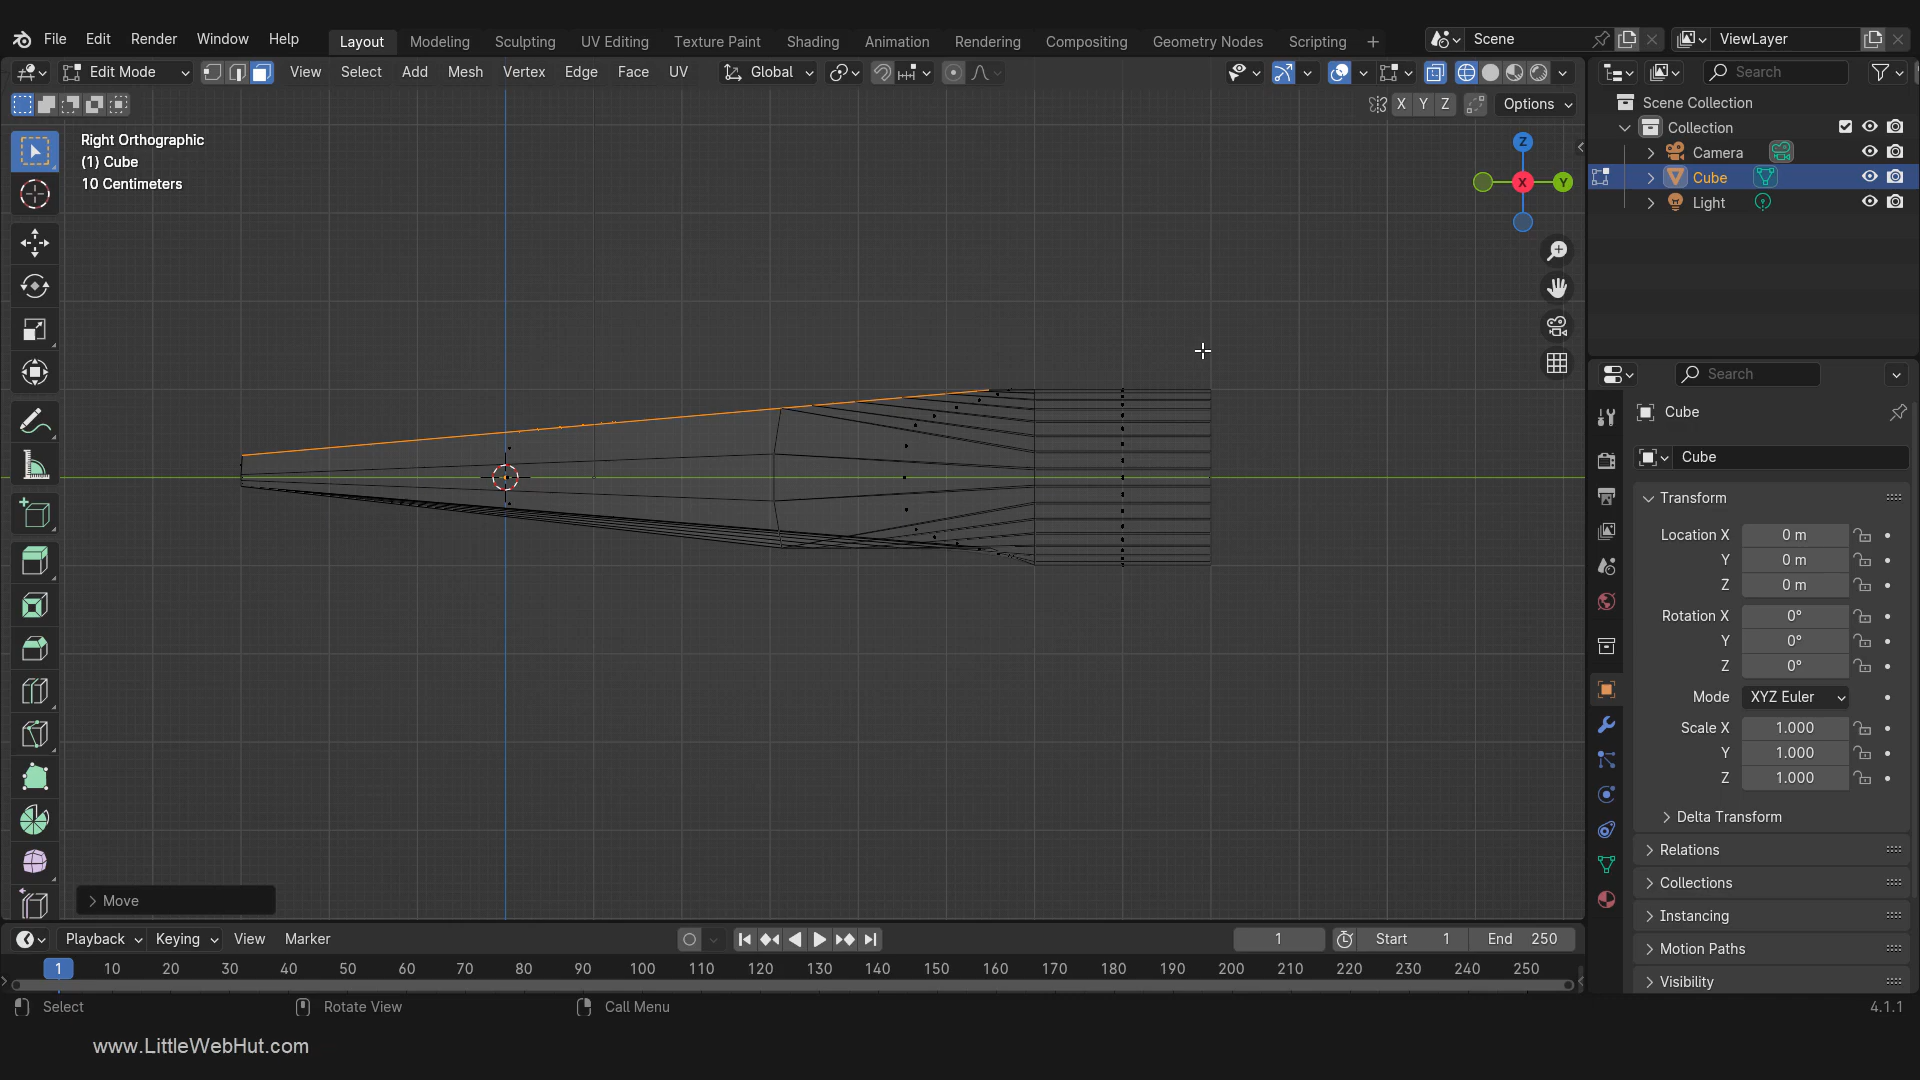 File Edit Render Window Help Layout Modeling Sculpting UV Editing Texture Paint Shading Animation Rendering Compositing Geometry Nodes Scripting + Scene ViewLayer
Edit Mode View Select Add Mesh Vertex Edge Face UV Global Search
X Y Z Options
Right Orthographic
(1) Cube
10 Centimeters
Z
X
Y
Scene Collection
Collection
Camera
Cube
Light
Search
Cube
Cube
Transform
Location X 0 m
Y 0 m
Z 0 m
Rotation X 0°
Y 0°
Z 0°
Mode XYZ Euler
Scale X 1.000
Y 1.000
Z 1.000
Delta Transform
Relations
Collections
Instancing
Motion Paths
Visibility
Move
Playback Keying View Marker 1 Start 1 End 250
1 10 20 30 40 50 60 70 80 90 100 110 120 130 140 150 160 170 180 190 200 210 220 230 240 250
Select Rotate View Call Menu 4.1.1
www.LittleWebHut.com